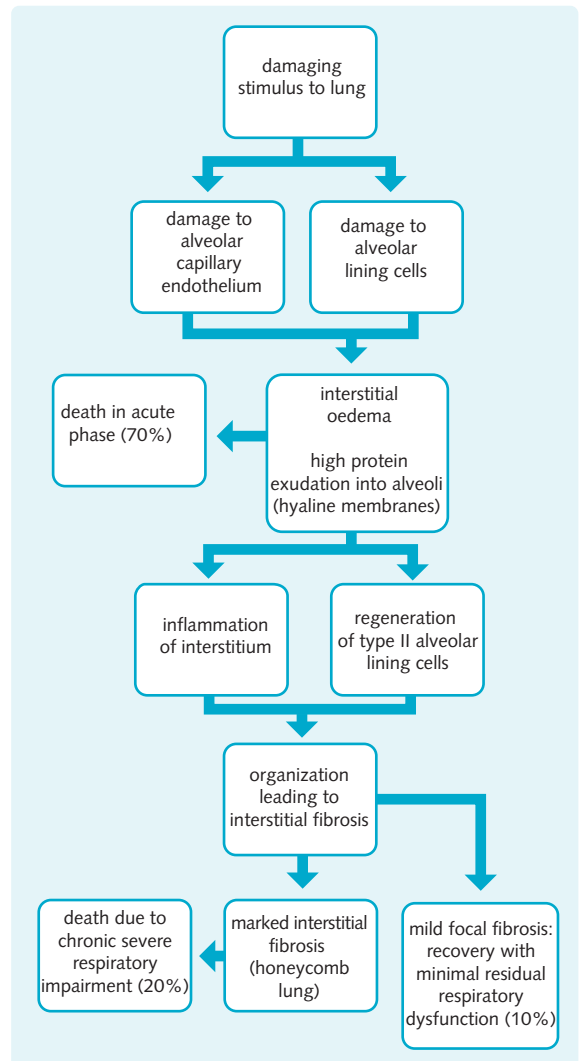 damaging
stimulus to lung
damage to
alveolar
capillary
endothelium
damage to
alveolar
lining cells
death in acute
phase (70%)
interstitial
oedema
high protein
exudation into alveoli
(hyaline membranes)
inflammation
of interstitium
regeneration
of type II alveolar
lining cells
organization
leading to
interstitial fibrosis
death due to
chronic severe
respiratory
impairment (20%)
marked interstitial
fibrosis
(honeycomb
lung)
mild focal fibrosis:
recovery with
minimal residual
respiratory
dysfunction (10%)